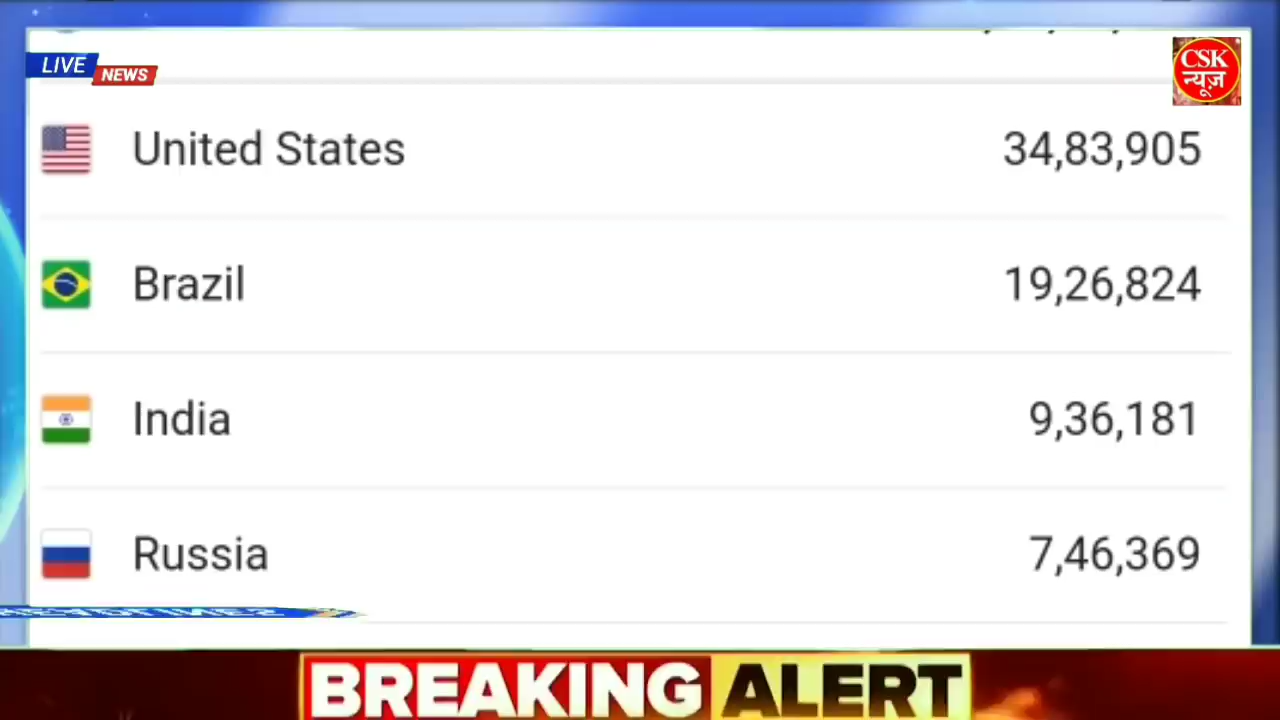 LIVE
NEWS
CSK
न्यूज़
United States 34,83,905
Brazil 19,26,824
India 9,36,181
Russia 7,46,369
BREAKING ALERT